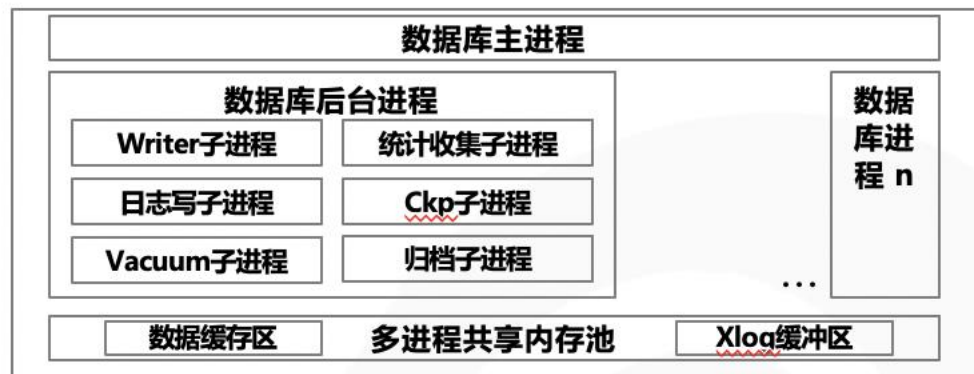 数据库主进程
数据库后台进程
Writer子进程
统计收集子进程
日志写子进程
Ckp子进程
Vacuum子进程
归档子进程
...
数据
库进
程 n
数据缓存区
多进程共享内存池
Xlog缓冲区